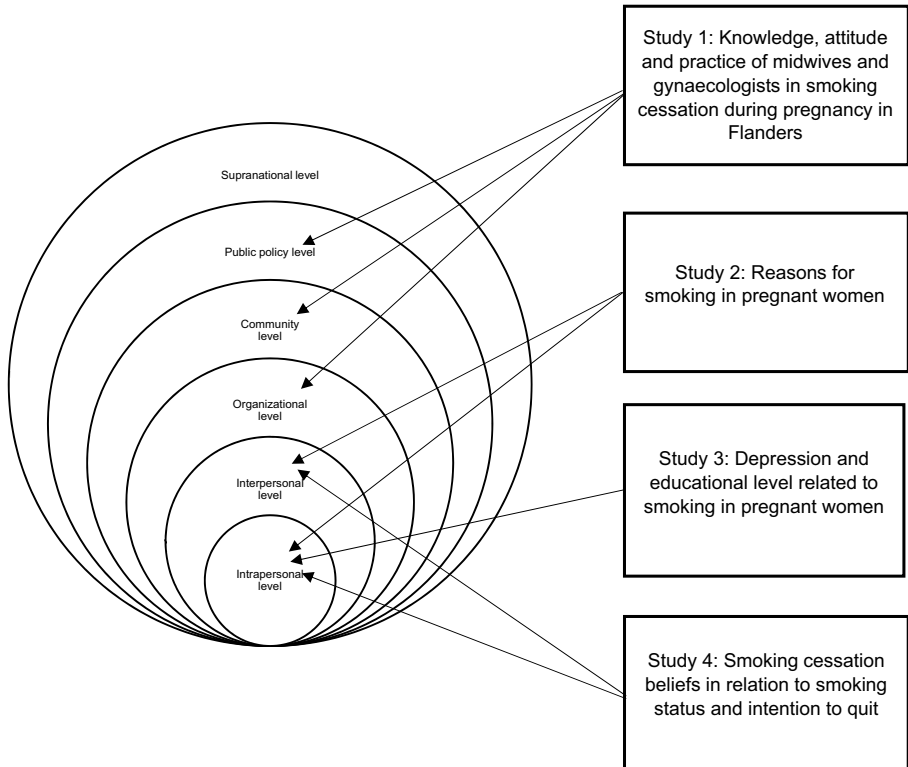 Supranational level
Public policy level
Community
level
Organizational
level
Interpersonal
level
Intrapersonal
level
Study 1: Knowledge, attitude
and practice of midwives and
gynaecologists in smoking
cessation during pregnancy in
Flanders
Study 2: Reasons for
smoking in pregnant women
Study 3: Depression and
educational level related to
smoking in pregnant women
Study 4: Smoking cessation
beliefs in relation to smoking
status and intention to quit